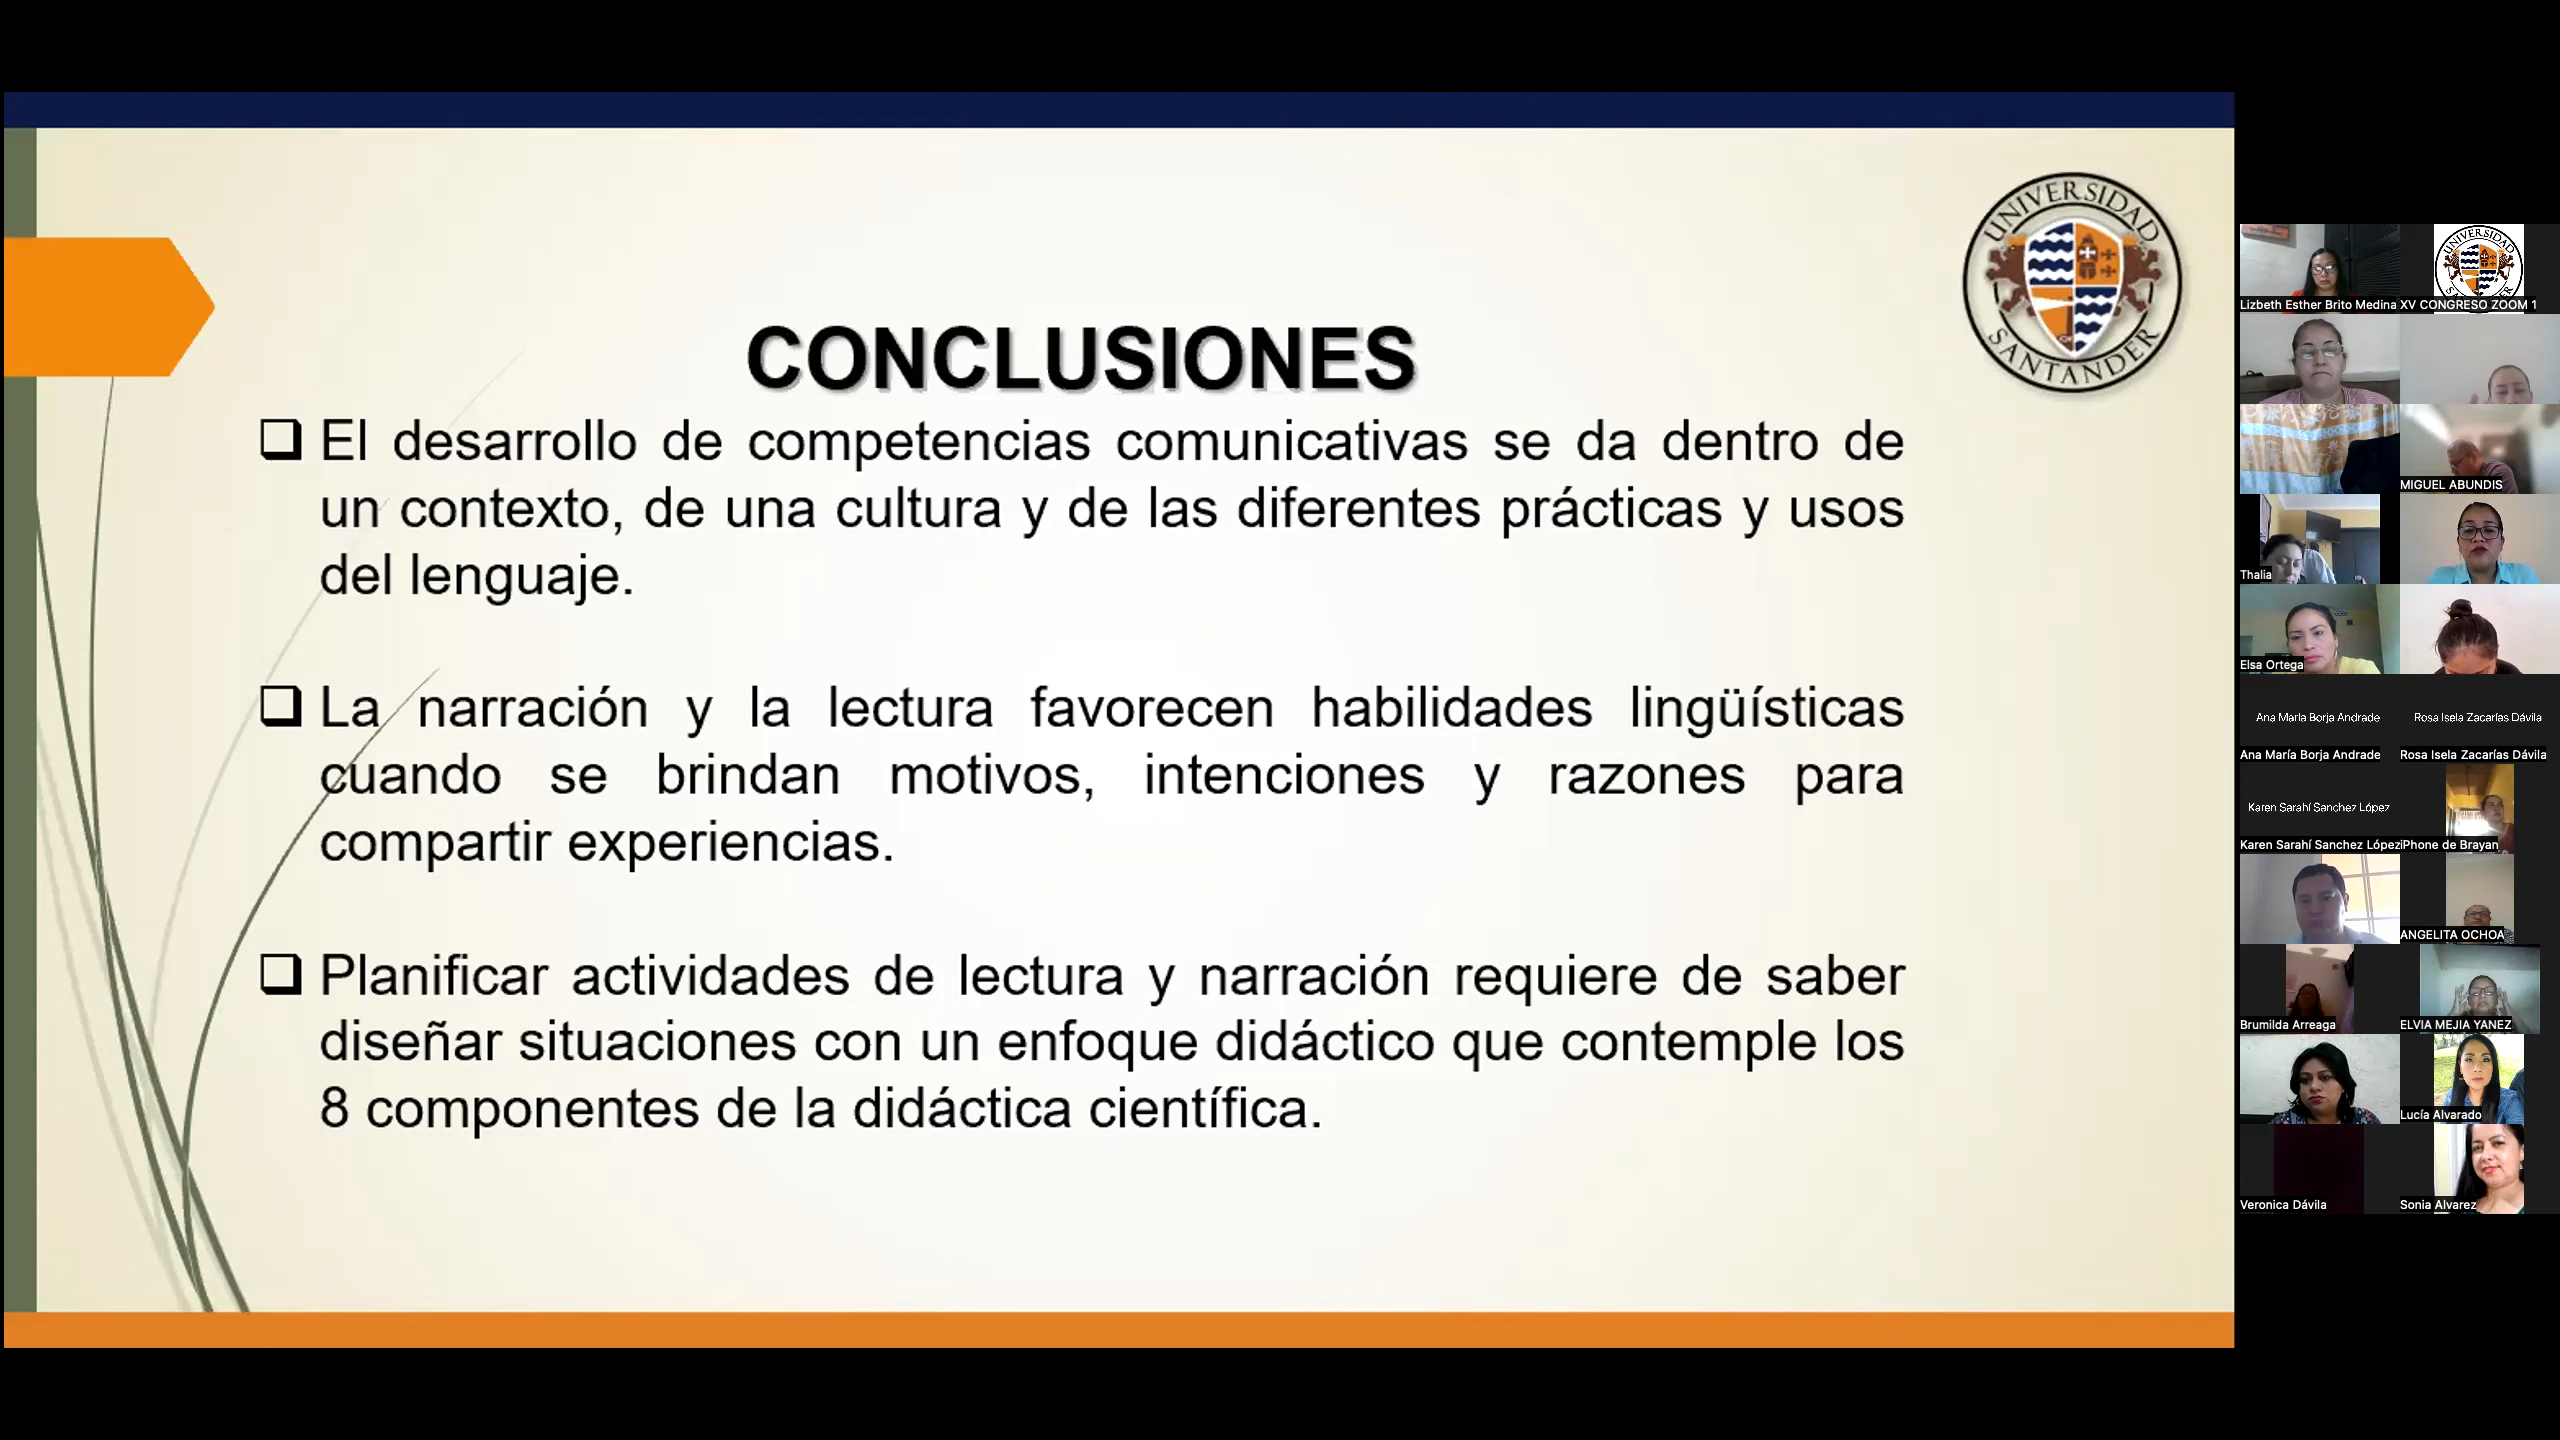 UNIVERSIDAD
SANTANDER
CONCLUSIONES
❑ El desarrollo de competencias comunicativas se da dentro de
un contexto, de una cultura y de las diferentes prácticas y usos
del lenguaje.
❑ La narración y la lectura favorecen habilidades lingüísticas
cuando se brindan motivos, intenciones y razones para
compartir experiencias.
❑ Planificar actividades de lectura y narración requiere de saber
diseñar situaciones con un enfoque didáctico que contemple los
8 componentes de la didáctica científica.
UNIVERSIDAD
Lizbeth Esther Brito Medina
XV CONGRESO ZOOM 1
MIGUEL ABUNDIS
Thalia
Elsa Ortega
Ana María Borja Andrade
Rosa Isela Zacarías Dávila
Ana María Borja Andrade
Rosa Isela Zacarías Dávila
Karen Sarahí Sanchez López
Karen Sarahí Sanchez López
iPhone de Brayan
ANGELITA OCHOA
Brumilda Arreaga
ELVIA MEJIA YANEZ
Lucía Alvarado
Veronica Dávila
Sonia Alvarez